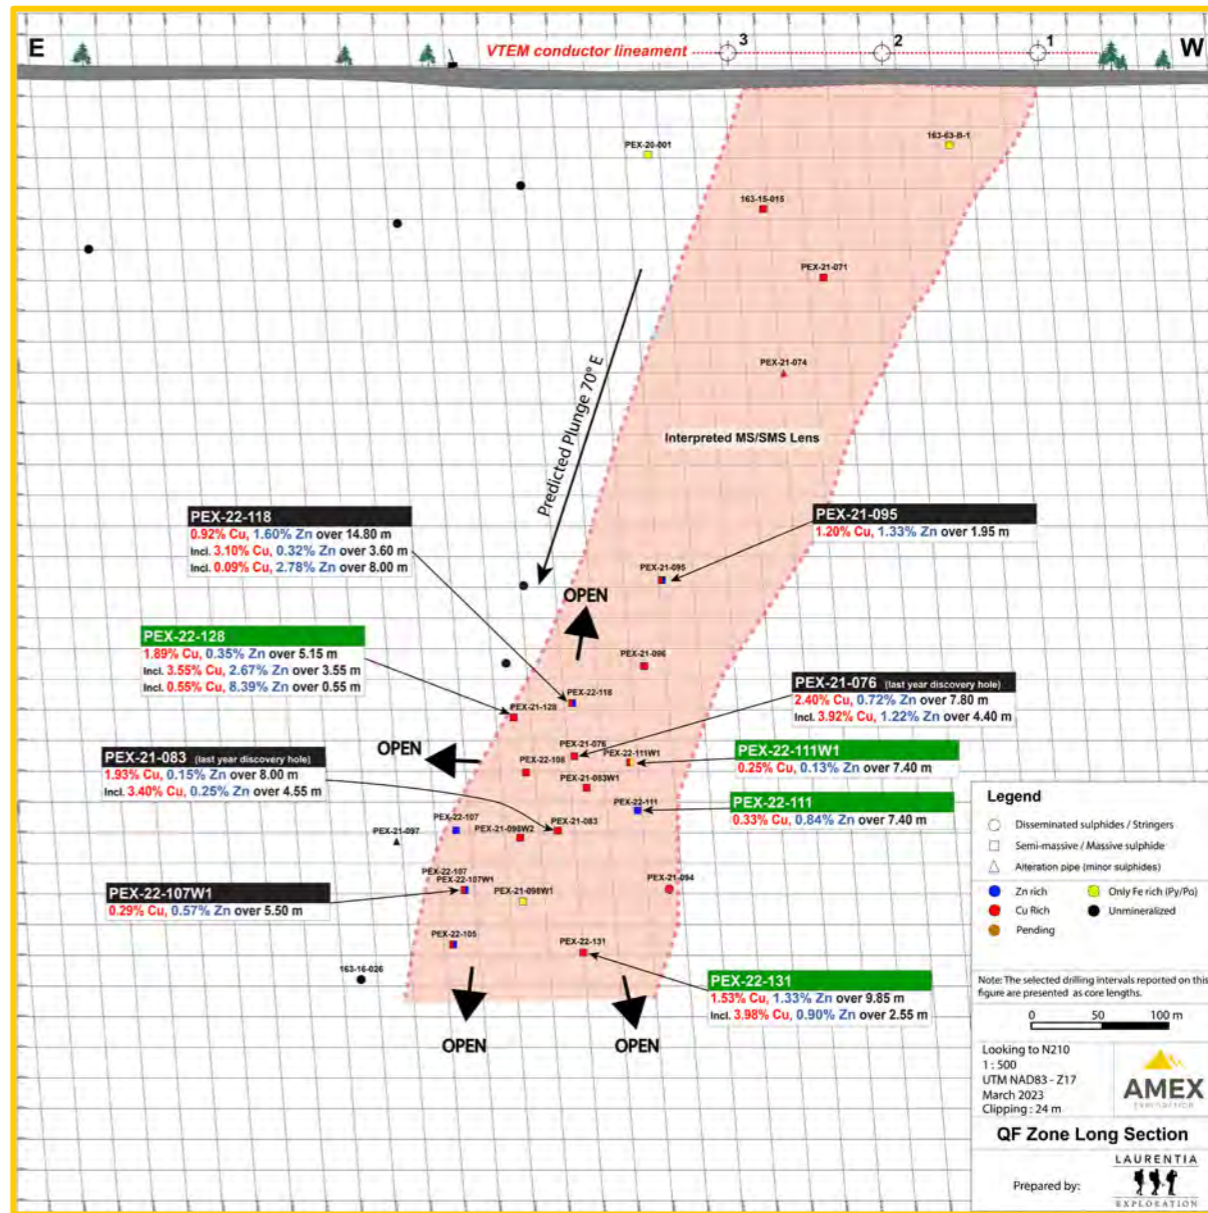 E
VTEM conductor lineament
3
2
1
W
PEX-20-001
163-63-B-1
163-15-015
PEX-21-071
PEX-21-074
Predicted Plunge 70° E
Interpreted MS/SMS Lens
PEX-22-118
0.92% Cu, 1.60% Zn over 14.80 m
Incl. 3.10% Cu, 0.32% Zn over 3.60 m
Incl. 0.09% Cu, 2.78% Zn over 8.00 m
PEX-21-095
1.20% Cu, 1.33% Zn over 1.95 m
PEX-21-095
OPEN
PEX-22-128
1.89% Cu, 0.35% Zn over 5.15 m
Incl. 3.55% Cu, 2.67% Zn over 3.55 m
Incl. 0.55% Cu, 8.39% Zn over 0.55 m
PEX-21-096
PEX-22-118
PEX-21-128
PEX-21-076 (last year discovery hole)
2.40% Cu, 0.72% Zn over 7.80 m
Incl. 3.92% Cu, 1.22% Zn over 4.40 m
OPEN
PEX-21-076
PEX-22-111W1
PEX-22-108
PEX-21-083 (last year discovery hole)
1.93% Cu, 0.15% Zn over 8.00 m
Incl. 3.40% Cu, 0.25% Zn over 4.55 m
PEX-22-111W1
0.25% Cu, 0.13% Zn over 7.40 m
PEX-21-083W1
PEX-22-111
PEX-22-111
0.33% Cu, 0.84% Zn over 7.40 m
PEX-22-107
PEX-21-083
PEX-21-097
PEX-21-098W2
PEX-22-107
PEX-22-107W1
PEX-21-098W1
PEX-21-094
PEX-22-107W1
0.29% Cu, 0.57% Zn over 5.50 m
PEX-22-105
PEX-22-131
163-16-026
PEX-22-131
1.53% Cu, 1.33% Zn over 9.85 m
Incl. 3.98% Cu, 0.90% Zn over 2.55 m
OPEN
OPEN
Legend
Disseminated sulphides / Stringers
Semi-massive / Massive sulphide
Alteration pipe (minor sulphides)
Zn rich
Only Fe rich (Py/Po)
Cu Rich
Unmineralized
Pending
Note: The selected drilling intervals reported on this
figure are presented as core lengths.
0 50 100 m
Looking to N210
1 : 500
UTM NAD83 - Z17
March 2023
Clipping : 24 m
AMEX
EXPLORATION
QF Zone Long Section
Prepared by:
LAURENTIA
EXPLORATION